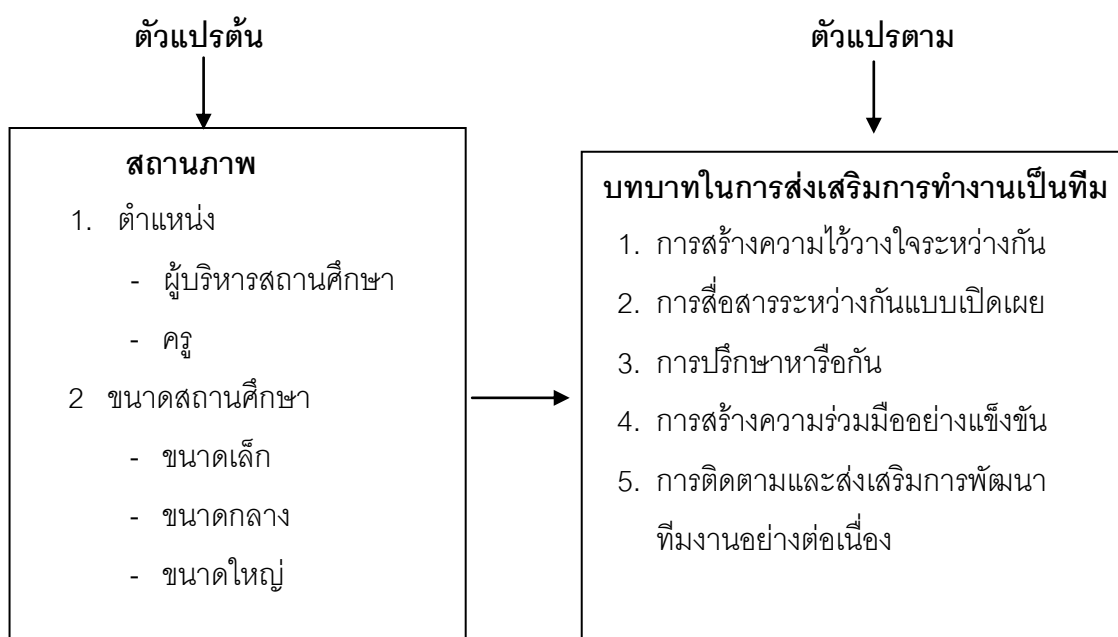 ตัวแปรต้น
ตัวแปรตาม
สถานภาพ
1. ตำแหน่ง
- ผู้บริหารสถานศึกษา
- ครู
2 ขนาดสถานศึกษา
- ขนาดเล็ก
- ขนาดกลาง
- ขนาดใหญ่
บทบาทในการส่งเสริมการทำงานเป็นทีม
1. การสร้างความไว้วางใจระหว่างกัน
2. การสื่อสารระหว่างกันแบบเปิดเผย
3. การปรึกษาหารือกัน
4. การสร้างความร่วมมืออย่างแข็งขัน
5. การติดตามและส่งเสริมการพัฒนา
ทีมงานอย่างต่อเนื่อง